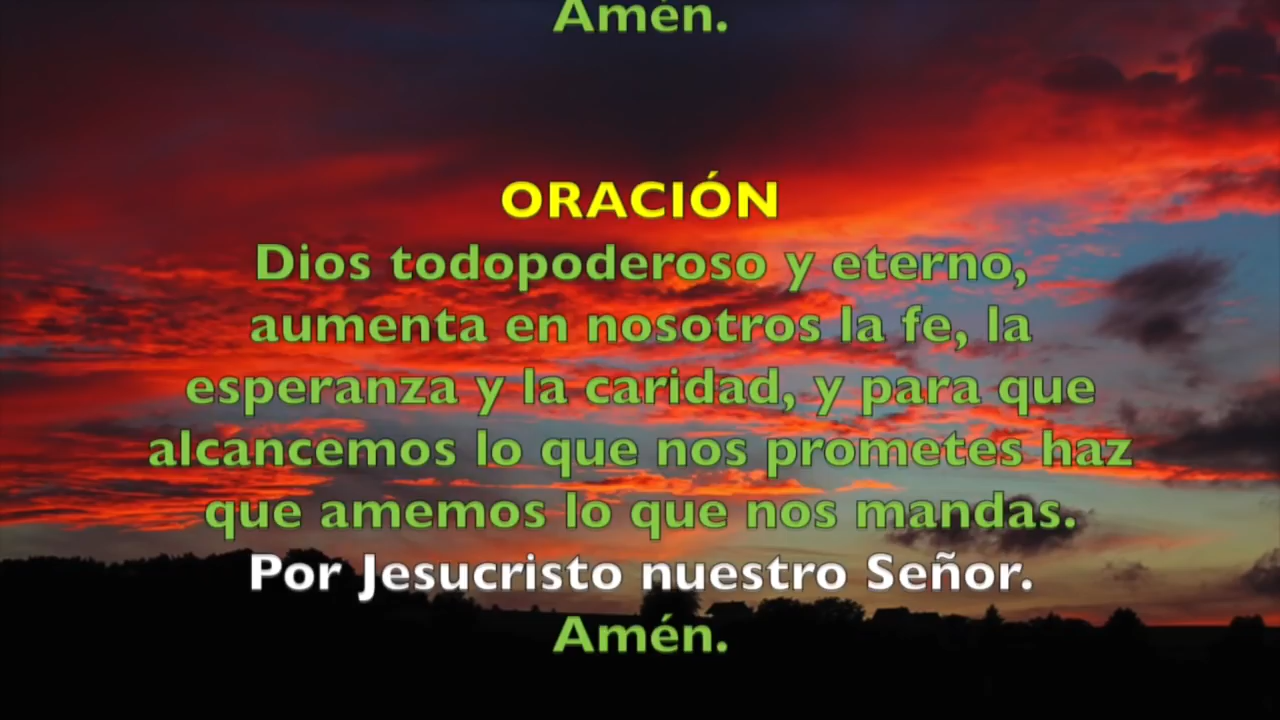 Amén.
ORACIÓN
Dios todopoderoso y eterno,
aumenta en nosotros la fe, la
esperanza y la caridad, y para que
alcancemos lo que nos prometes haz
que amemos lo que nos mandas.
Por Jesucristo nuestro Señor.
Amén.